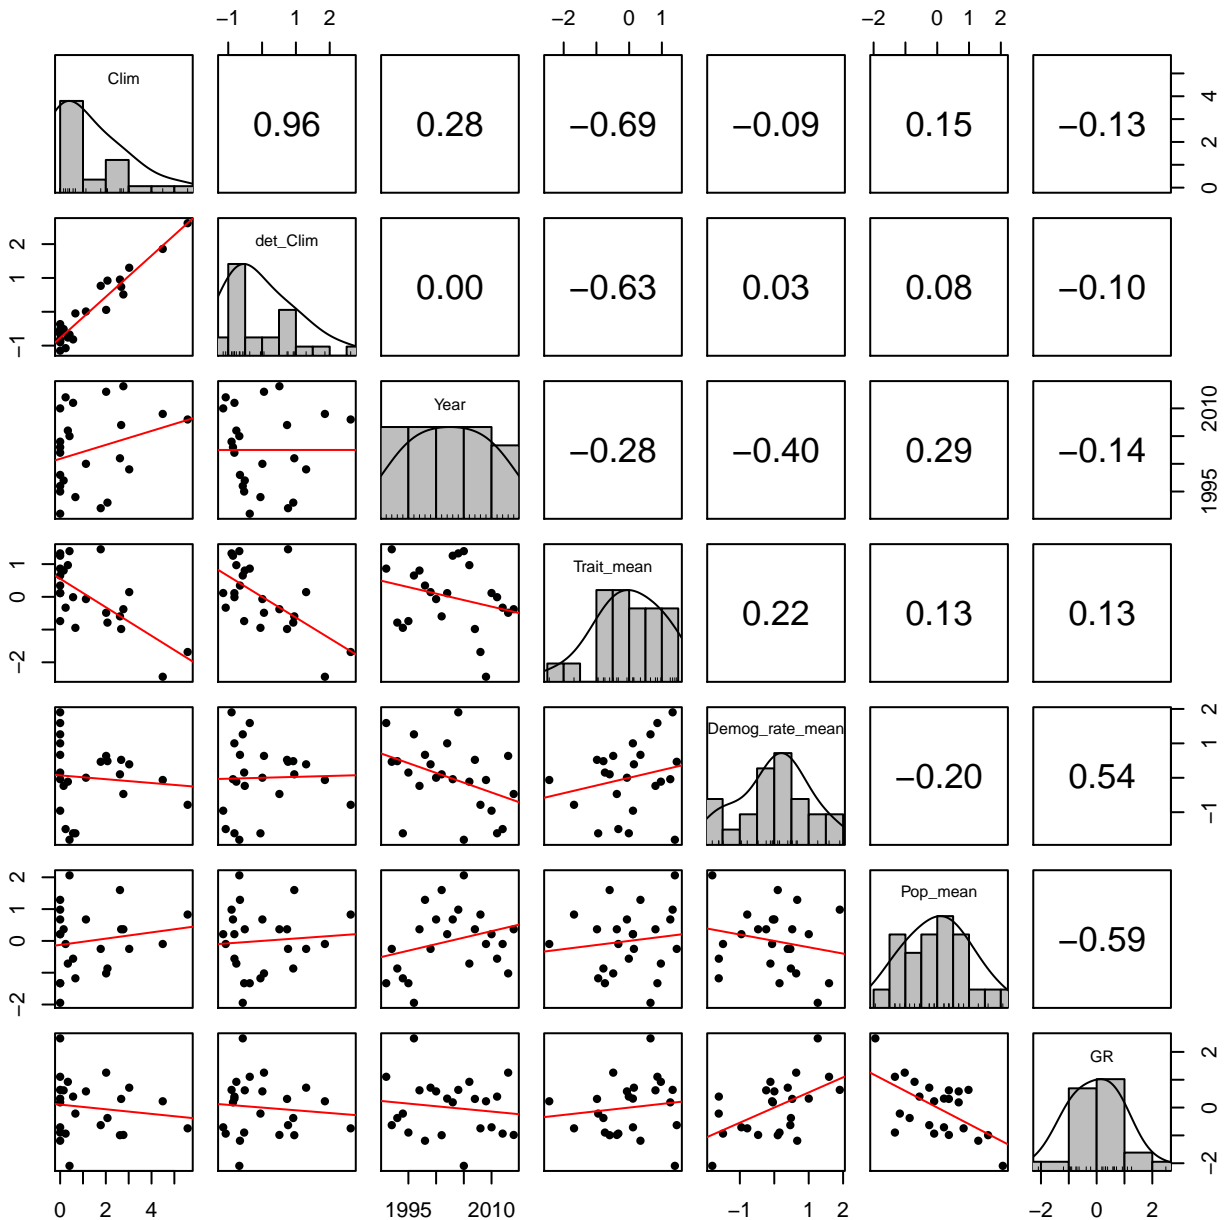 −1 1 2 −2 0 1 −2 0 1 2
Clim 0.96 0.28 −0.69 −0.09 0.15 −0.13 0 2 4
−1 1 2 det_Clim 0.00 −0.63 0.03 0.08 −0.10
Year −0.28 −0.40 0.29 −0.14 1995 2010
−2 0 1 Trait_mean 0.22 0.13 0.13
Demog_rate_mean −0.20 0.54 −1 1 2
−2 0 1 2 Pop_mean −0.59
GR −2 0 2
0 2 4 1995 2010 −1 1 2 −2 0 2